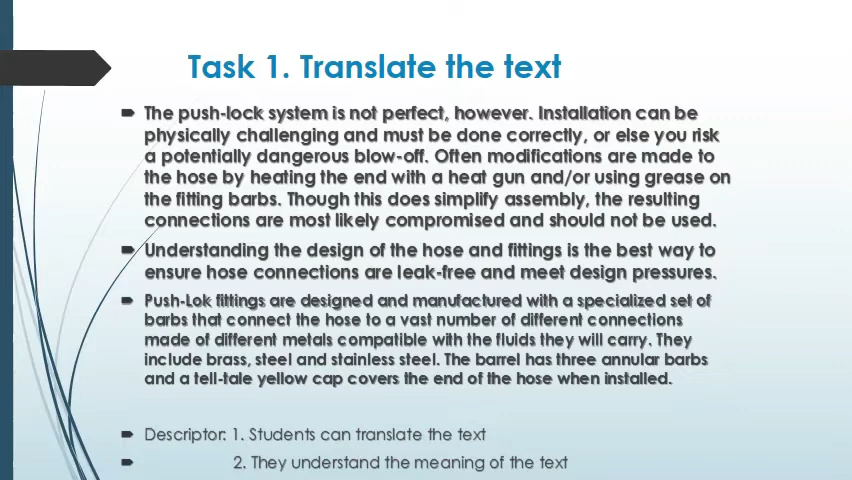 Task 1. Translate the text
The push-lock system is not perfect, however. Installation can be
physically challenging and must be done correctly, or else you risk
a potentially dangerous blow-off. Often modifications are made to
the hose by heating the end with a heat gun and/or using grease on
the fitting barbs. Though this does simplify assembly, the resulting
connections are most likely compromised and should not be used.
Understanding the design of the hose and fittings is the best way to
ensure hose connections are leak-free and meet design pressures.
Push-Lok fittings are designed and manufactured with a specialized set of
barbs that connect the hose to a vast number of different connections
made of different metals compatible with the fluids they will carry. They
include brass, steel and stainless steel. The barrel has three annular barbs
and a tell-tale yellow cap covers the end of the hose when installed.
Descriptor: 1. Students can translate the text
2. They understand the meaning of the text